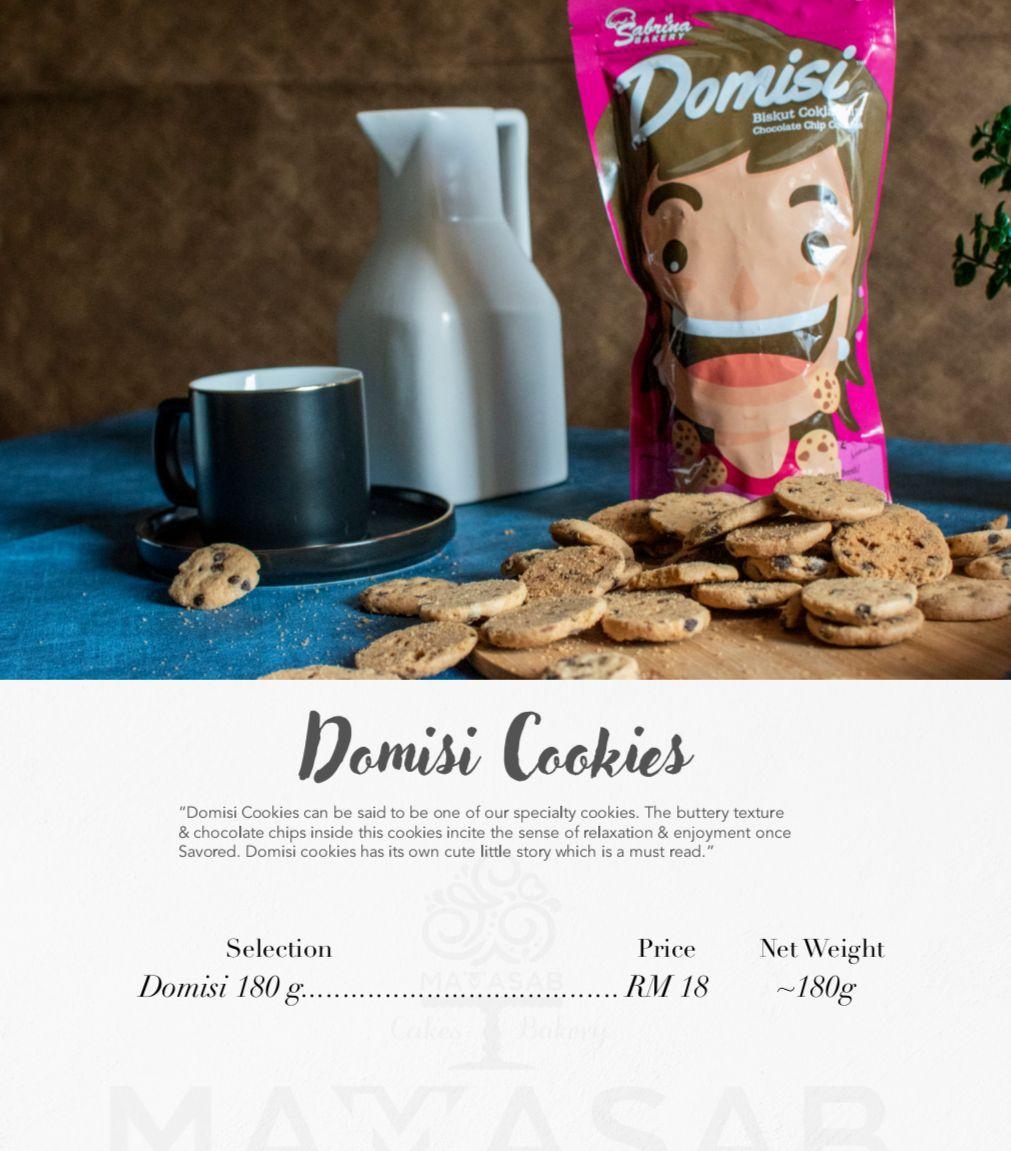 Sabrina
BAKERY
Domisi
Biskut
Chocolate Chip
Domisi Cookies
“Domisi Cookies can be said to be one of our specialty cookies. The buttery texture
& chocolate chips inside this cookies incite the sense of relaxation & enjoyment once
Savored. Domisi cookies has its own cute little story which is a must read.”
Selection Price Net Weight
Domisi 180 g...................................... RM 18 ~180g
MAMASAB
Cakes & Bakery
MAMASAB